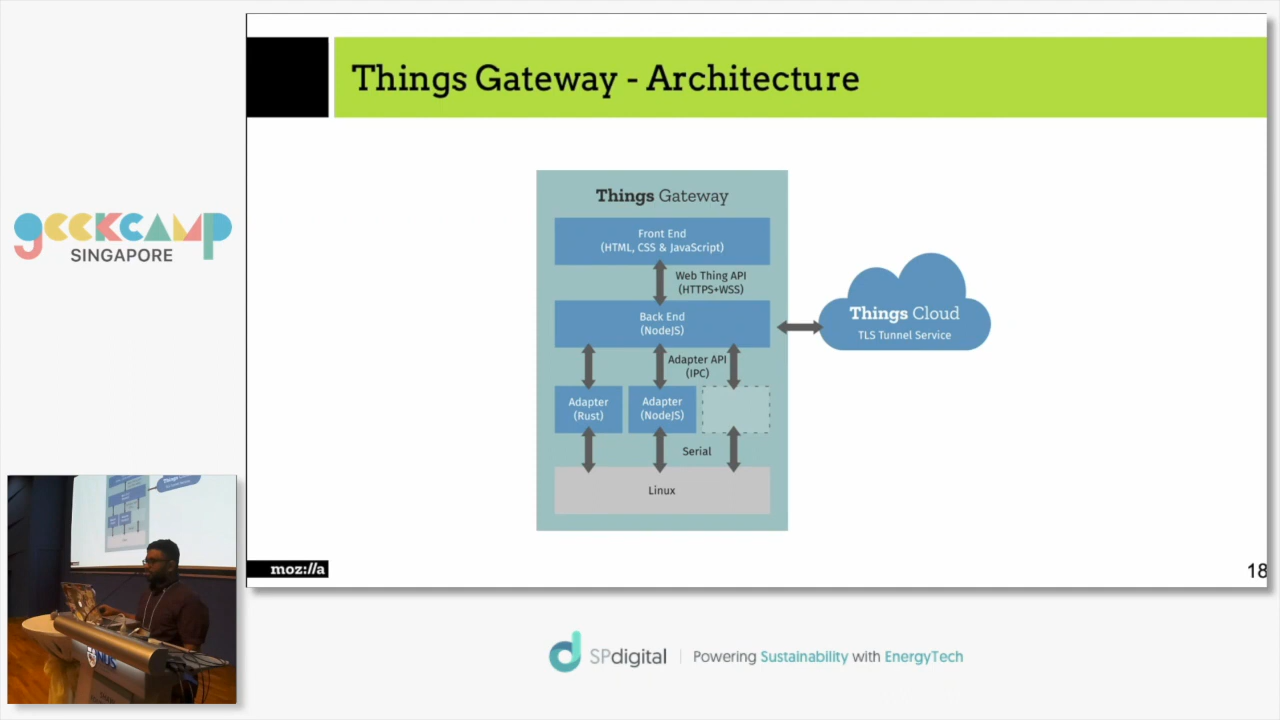 Things Gateway - Architecture
geekcamp
SINGAPORE
Things Gateway
Front End
(HTML, CSS & JavaScript)
Web Thing API
(HTTPS+WSS)
Back End
(NodeJS)
Things Cloud
TLS Tunnel Service
Adapter API
(IPC)
Adapter
(Rust)
Adapter
(NodeJS)
Serial
Linux
moz://a
18
NUS
SPdigital
Powering Sustainability with EnergyTech